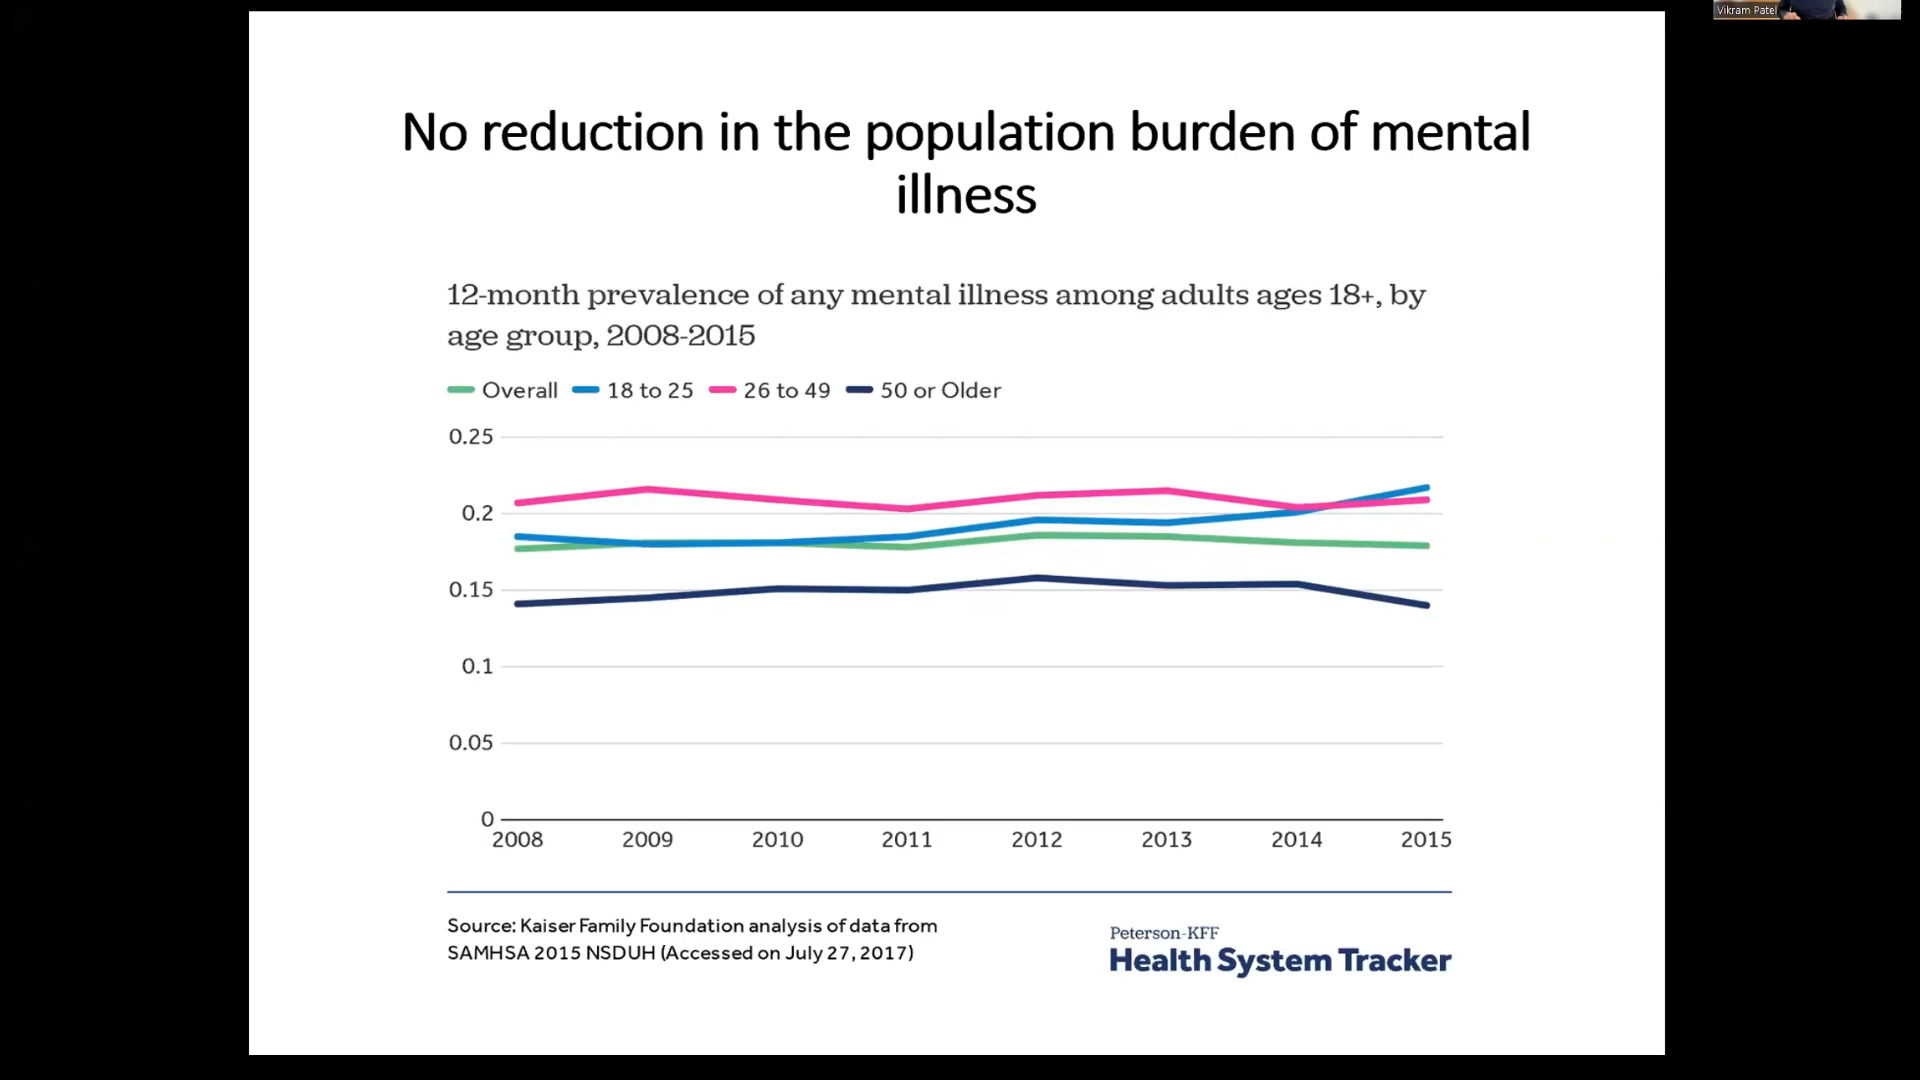 Vikram Patel
No reduction in the population burden of mental
illness
12-month prevalence of any mental illness among adults ages 18+, by
age group, 2008-2015
Overall 18 to 25 26 to 49 50 or Older
0.25
0.2
0.15
0.1
0.05
0
2008 2009 2010 2011 2012 2013 2014 2015
Source: Kaiser Family Foundation analysis of data from
SAMHSA 2015 NSDUH (Accessed on July 27, 2017)
Peterson-KFF
Health System Tracker